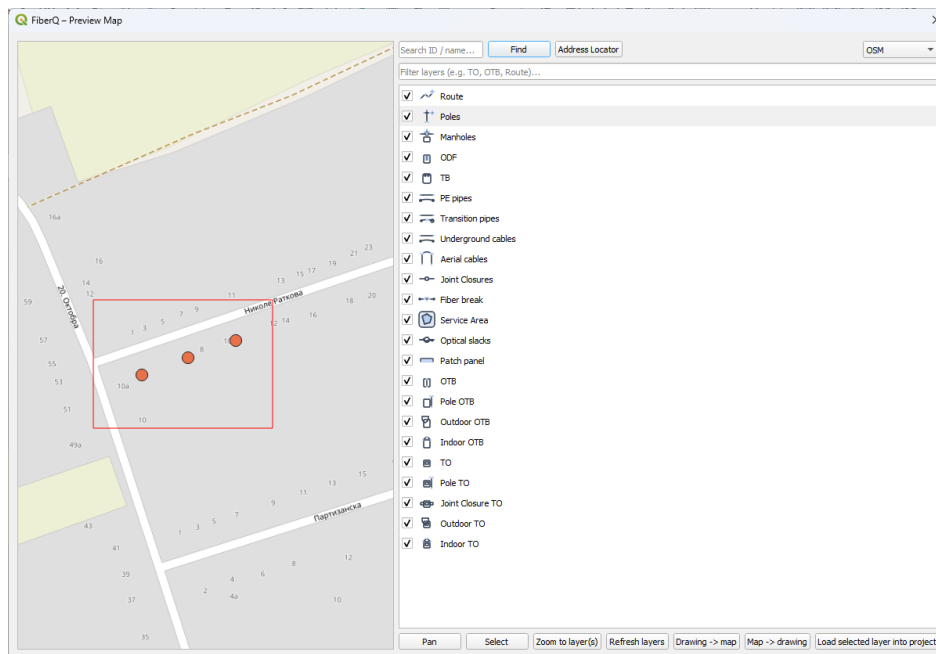 FiberQ – Preview Map
Search ID / name...
Find
Address Locator
OSM
Filter layers (e.g. TO, OTB, Route)...
Route
Poles
Manholes
ODF
TB
PE pipes
Transition pipes
Underground cables
Aerial cables
Joint Closures
Fiber break
Service Area
Optical slacks
Patch panel
OTB
Pole OTB
Outdoor OTB
Indoor OTB
TO
Pole TO
Joint Closure TO
Outdoor TO
Indoor TO
Pan
Select
Zoom to layer(s)
Refresh layers
Drawing -> map
Map -> drawing
Load selected layer into project
16a
16
14
12
59
20. Октобра
57
55
53
51
49а
23
21
19
17
15
13
11
9
7
5
3
1
Николе Раткова
20
18
16
14
12
8
10а
10
15
13
11
9
7
5
3
1
Партизанска
43
41
39
37
35
2
4
4а
6
8
12
10